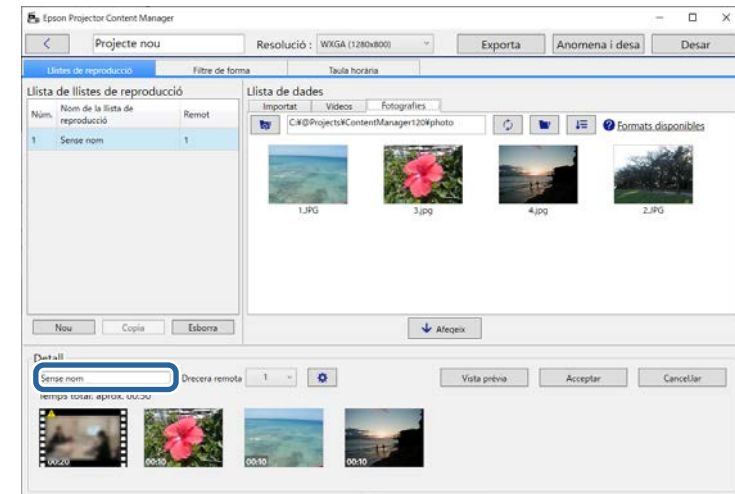 Epson Projector Content Manager
Projecte nou Resolució : WXGA (1280x800) Exporta Anomena i desa Desar
Llistes de reproducció Filtre de forma Taula horària
Llista de llistes de reproducció
Núm. Nom de la llista de reproducció Remot
1 Sense nom 1
Nou Copia Esborra
Llista de dades
Importat Vídeos Fotografies
C:¥@Projects¥ContentManager120¥photo Formats disponibles
1.JPG 3.jpg 4.jpg 2.JPG
Afegeix
Detall
Sense nom Drecera remota 1 Vista prèvia Acceptar Cancel·lar
Temps total: aprox. 00:50
00:20 00:10 00:10 00:10